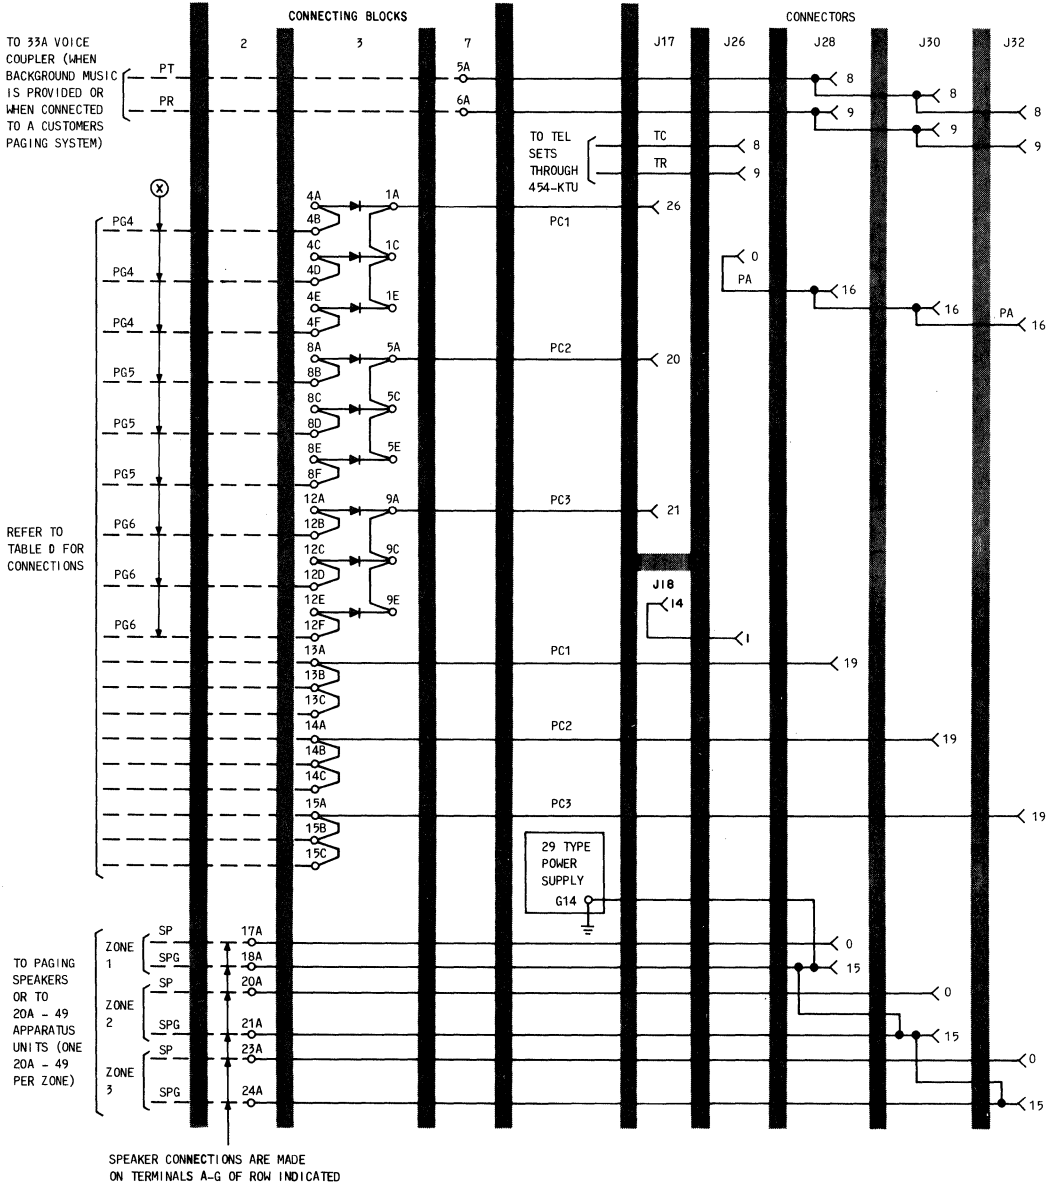 CONNECTING BLOCKS
CONNECTORS
2
3
7
J17
J26
J28
J30
J32
TO 33A VOICE
COUPLER (WHEN
BACKGROUND MUSIC
IS PROVIDED OR
WHEN CONNECTED
TO A CUSTOMERS
PAGING SYSTEM)
PT
5A
8
8
8
PR
6A
9
9
9
TO TEL
SETS
THROUGH
454-KTU
TC
8
TR
9
X
4A
1A
26
PG4
4B
PC1
4C
1C
0
PG4
4D
PA
16
4E
1E
16
PA
16
PG4
4F
8A
5A
PC2
20
PG5
8B
8C
5C
PG5
8D
8E
5E
PG5
8F
12A
9A
PC3
21
PG6
12B
REFER TO
TABLE D FOR
CONNECTIONS
12C
9C
PG6
12D
J18
12E
9E
14
PG6
12F
1
13A
PC1
19
13B
13C
14A
PC2
19
14B
14C
15A
PC3
19
15B
15C
29 TYPE
POWER
SUPPLY
G14
TO PAGING
SPEAKERS
OR TO
20A - 49
APPARATUS
UNITS (ONE
20A - 49
PER ZONE)
ZONE
1
SP
17A
0
SPG
18A
15
ZONE
2
SP
20A
0
SPG
21A
15
ZONE
3
SP
23A
0
SPG
24A
15
SPEAKER CONNECTIONS ARE MADE
ON TERMINALS A-G OF ROW INDICATED